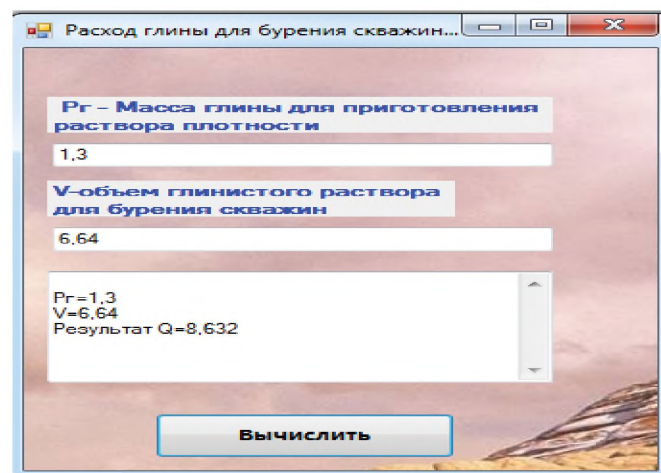 Расход глины для бурения скважин...
Рг - Масса глины для приготовления
раствора плотности
1,3
V-объем глинистого раствора
для бурения скважин
6,64
Рг=1,3
V=6,64
Результат Q=8,632
Вычислить